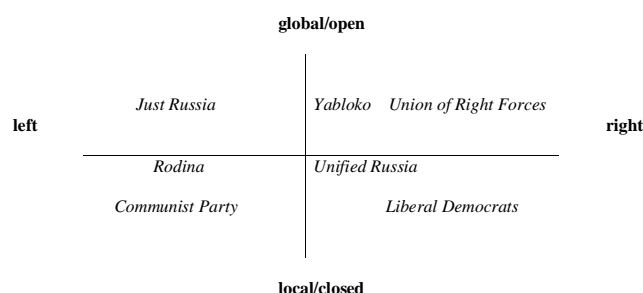 global/open
Just Russia Yabloko Union of Right Forces
left right
Rodina Unified Russia
Communist Party Liberal Democrats
local/closed